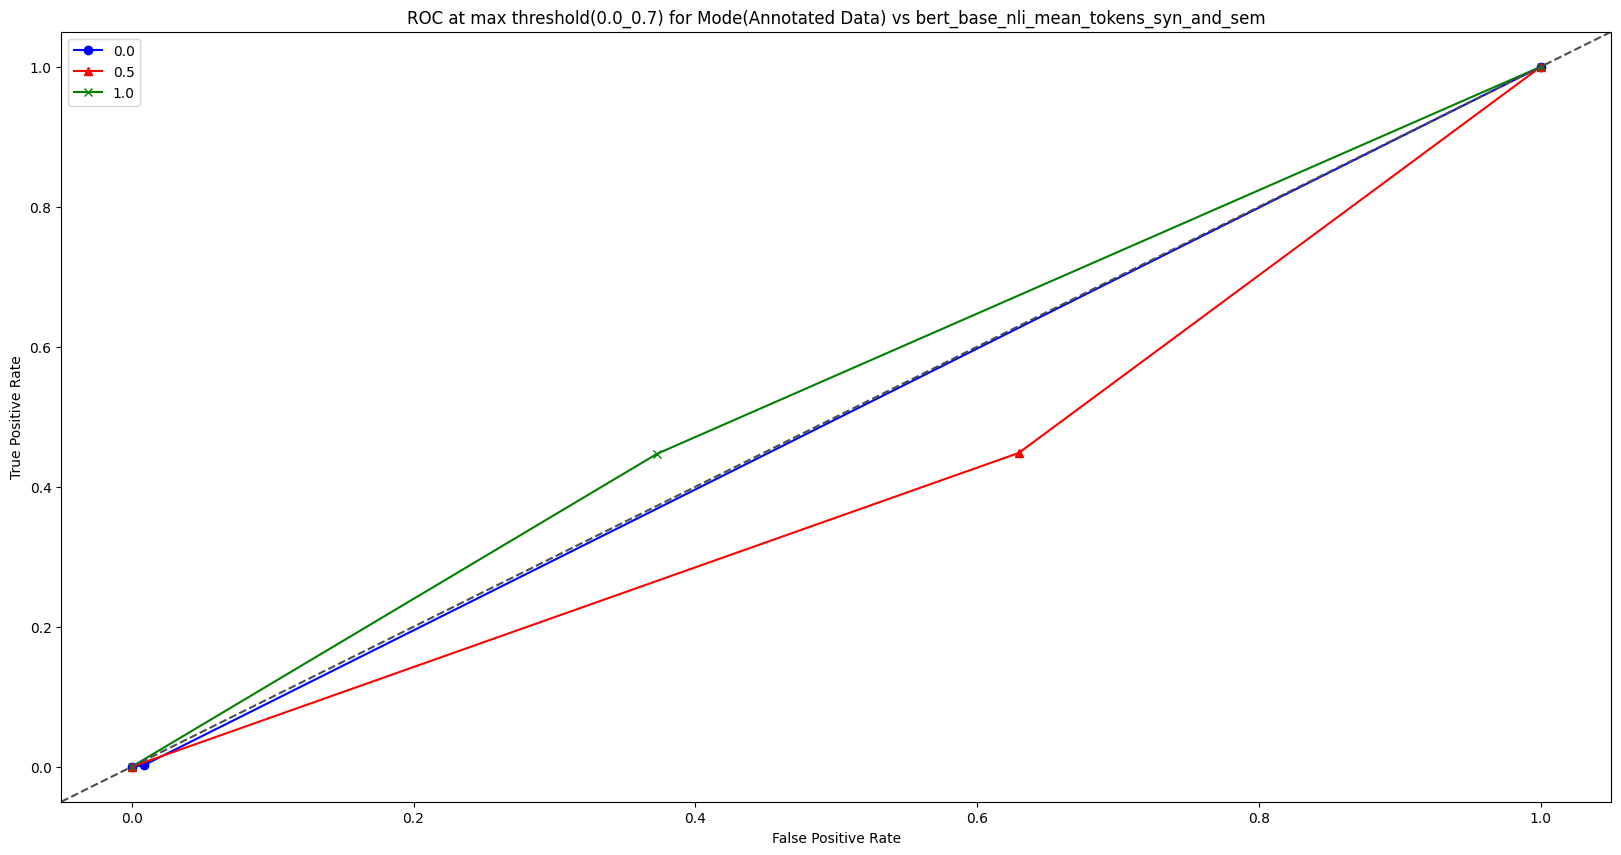 ROC at max threshold(0.0_0.7) for Mode(Annotated Data) vs bert_base_nli_mean_tokens_syn_and_sem
0.0
0.5
1.0
1.0
0.8
0.6
0.4
0.2
0.0
True Positive Rate
0.0 0.2 0.4 0.6 0.8 1.0
False Positive Rate